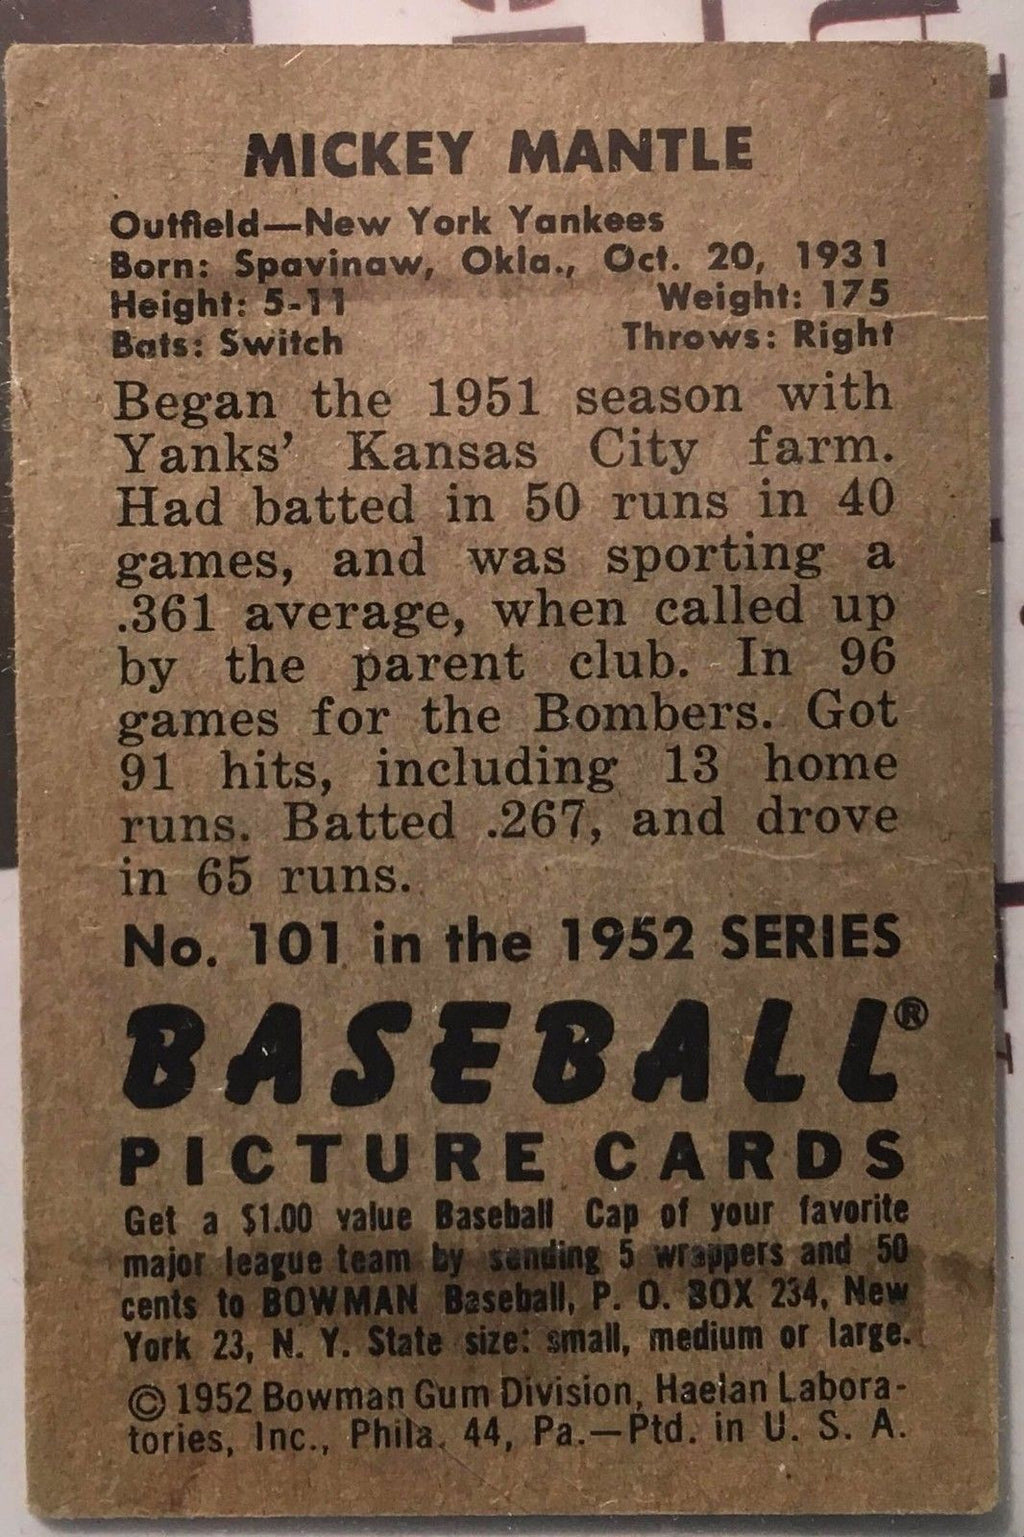 MICKEY MANTLE
Outfield—New York Yankees
Born: Spavinaw, Okla., Oct. 20, 1931
Height: 5-11 Weight: 175
Bats: Switch Throws: Right
Began the 1951 season with
Yanks' Kansas City farm.
Had batted in 50 runs in 40
games, and was sporting a
.361 average, when called up
by the parent club. In 96
games for the Bombers. Got
91 hits, including 13 home
runs. Batted .267, and drove
in 65 runs.
No. 101 in the 1952 SERIES
BASEBALL®
PICTURE CARDS
Get a $1.00 value Baseball Cap of your favorite
major league team by sending 5 wrappers and 50
cents to BOWMAN Baseball, P. O. BOX 234, New
York 23, N. Y. State size: small, medium or large.
© 1952 Bowman Gum Division, Haelan Labora-
tories, Inc., Phila. 44, Pa.—Ptd. in U. S. A.